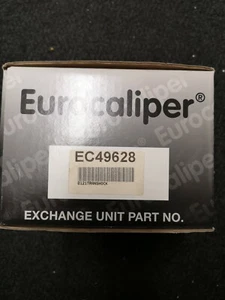 Eurocaliper®
EC49628
EXCHANGE UNIT PART NO.